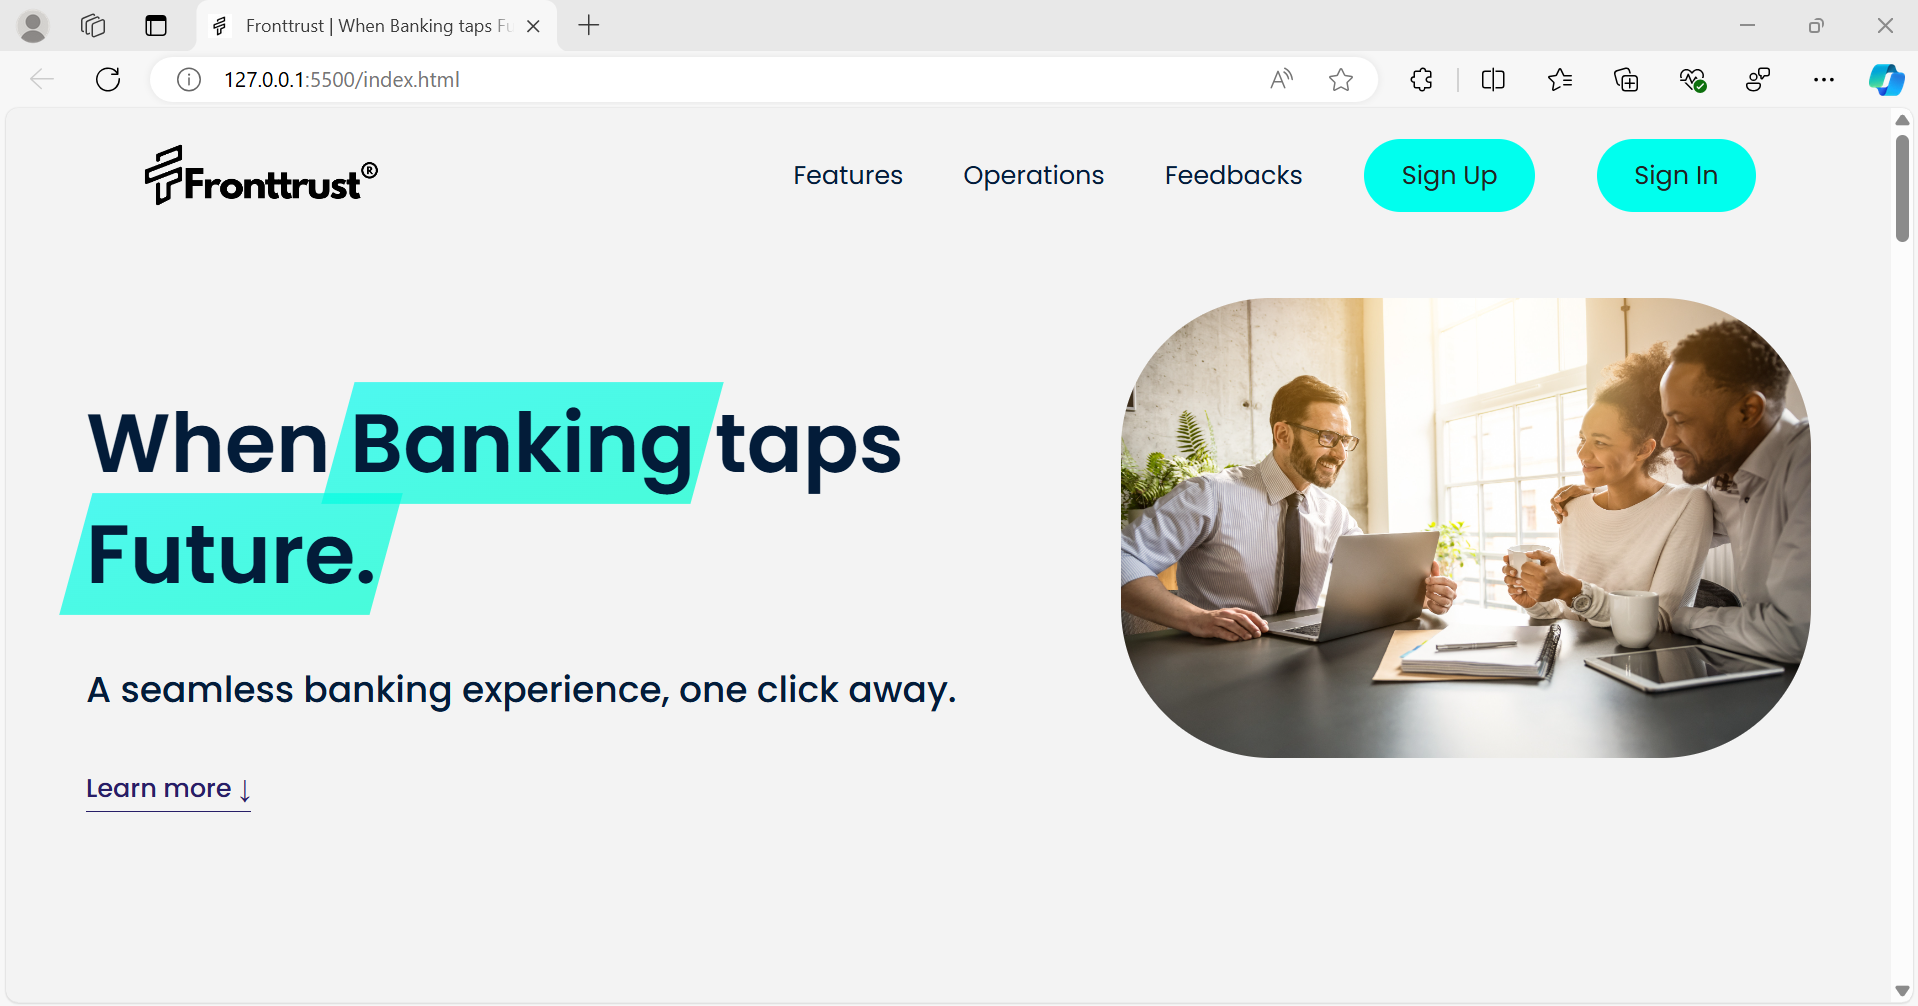 Fronttrust | When Banking taps Fu
127.0.0.1:5500/index.html
Fronttrust®
Features
Operations
Feedbacks
Sign Up
Sign In
When Banking taps
Future.
A seamless banking experience, one click away.
Learn more ↓